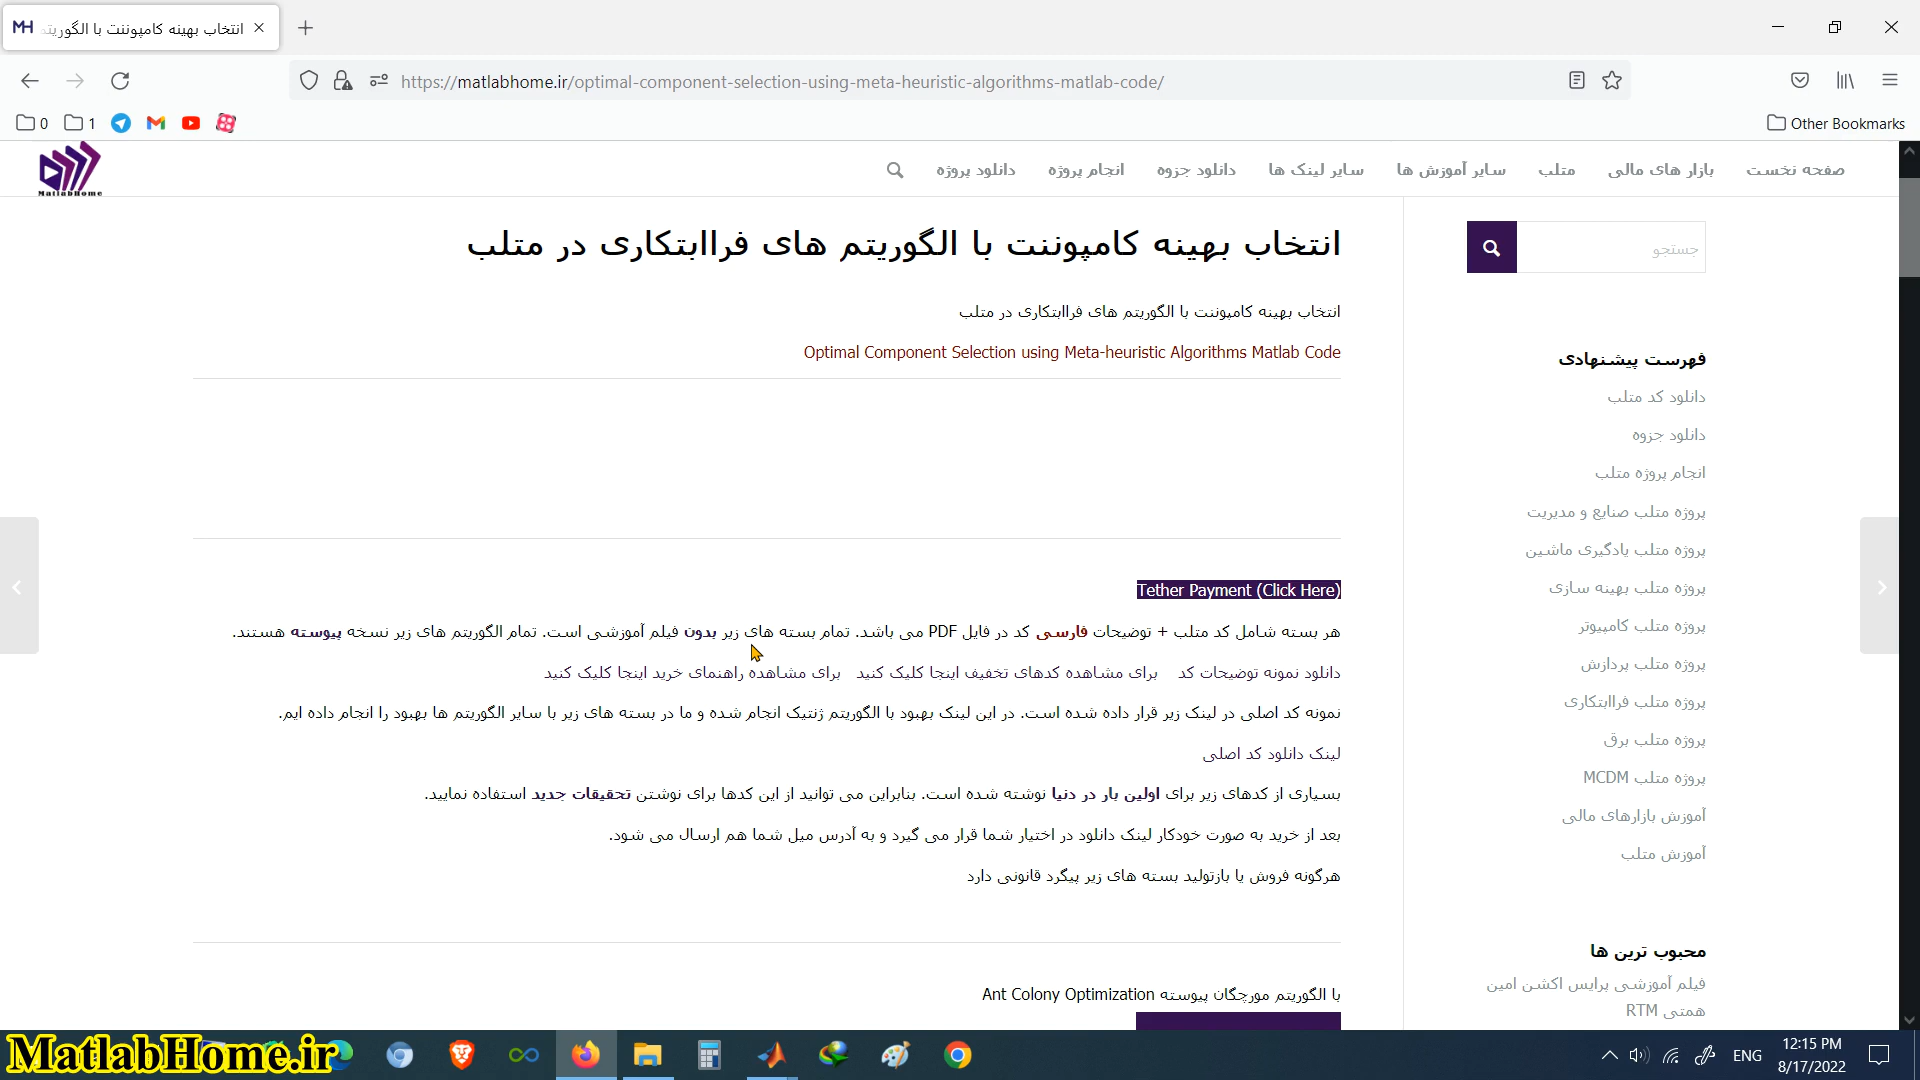 انتخاب بهینه کامپوننت با الگوریتم
https://matlabhome.ir/optimal-component-selection-using-meta-heuristic-algorithms-matlab-code/
0
1
Other Bookmarks
MatlabHome
صفحه نخست
بازار های مالی
متلب
سایر آموزش ها
سایر لینک ها
دانلود جزوه
انجام پروژه
دانلود پروژه
انتخاب بهینه کامپوننت با الگوریتم های فراابتکاری در متلب
انتخاب بهینه کامپوننت با الگوریتم های فراابتکاری در متلب
Optimal Component Selection using Meta-heuristic Algorithms Matlab Code
Tether Payment (Click Here)
هر بسته شامل کد متلب + توضیحات فارسی کد در فایل PDF می باشد. تمام بسته های زیر بدون فیلم آموزشی است. تمام الگوریتم های زیر نسخه پیوسته هستند.
دانلود نمونه توضیحات کد برای مشاهده کدهای تخفیف اینجا کلیک کنید برای مشاهده راهنمای خرید اینجا کلیک کنید
نمونه کد اصلی در لینک زیر قرار داده شده است. در این لینک بهبود با الگوریتم ژنتیک انجام شده و ما در بسته های زیر با سایر الگوریتم ها بهبود را انجام داده ایم.
لینک دانلود کد اصلی
بسیاری از کدهای زیر برای اولین بار در دنیا نوشته شده است. بنابراین می توانید از این کدها برای نوشتن تحقیقات جدید استفاده نمایید.
بعد از خرید به صورت خودکار لینک دانلود در اختیار شما قرار می گیرد و به آدرس میل شما هم ارسال می شود.
هرگونه فروش یا بازتولید بسته های زیر پیگرد قانونی دارد
با الگوریتم مورچگان پیوسته Ant Colony Optimization
جستجو
فهرست پیشنهادی
دانلود کد متلب
دانلود جزوه
انجام پروژه متلب
پروژه متلب صنایع و مدیریت
پروژه متلب یادگیری ماشین
پروژه متلب بهینه سازی
پروژه متلب کامپیوتر
پروژه متلب پردازش
پروژه متلب فراابتکاری
پروژه متلب برق
پروژه متلب MCDM
آموزش بازارهای مالی
آموزش متلب
محبوب ترین ها
فیلم آموزشی پرایس اکشن امین
همتی RTM
MatlabHome.ir
ENG
12:15 PM
8/17/2022